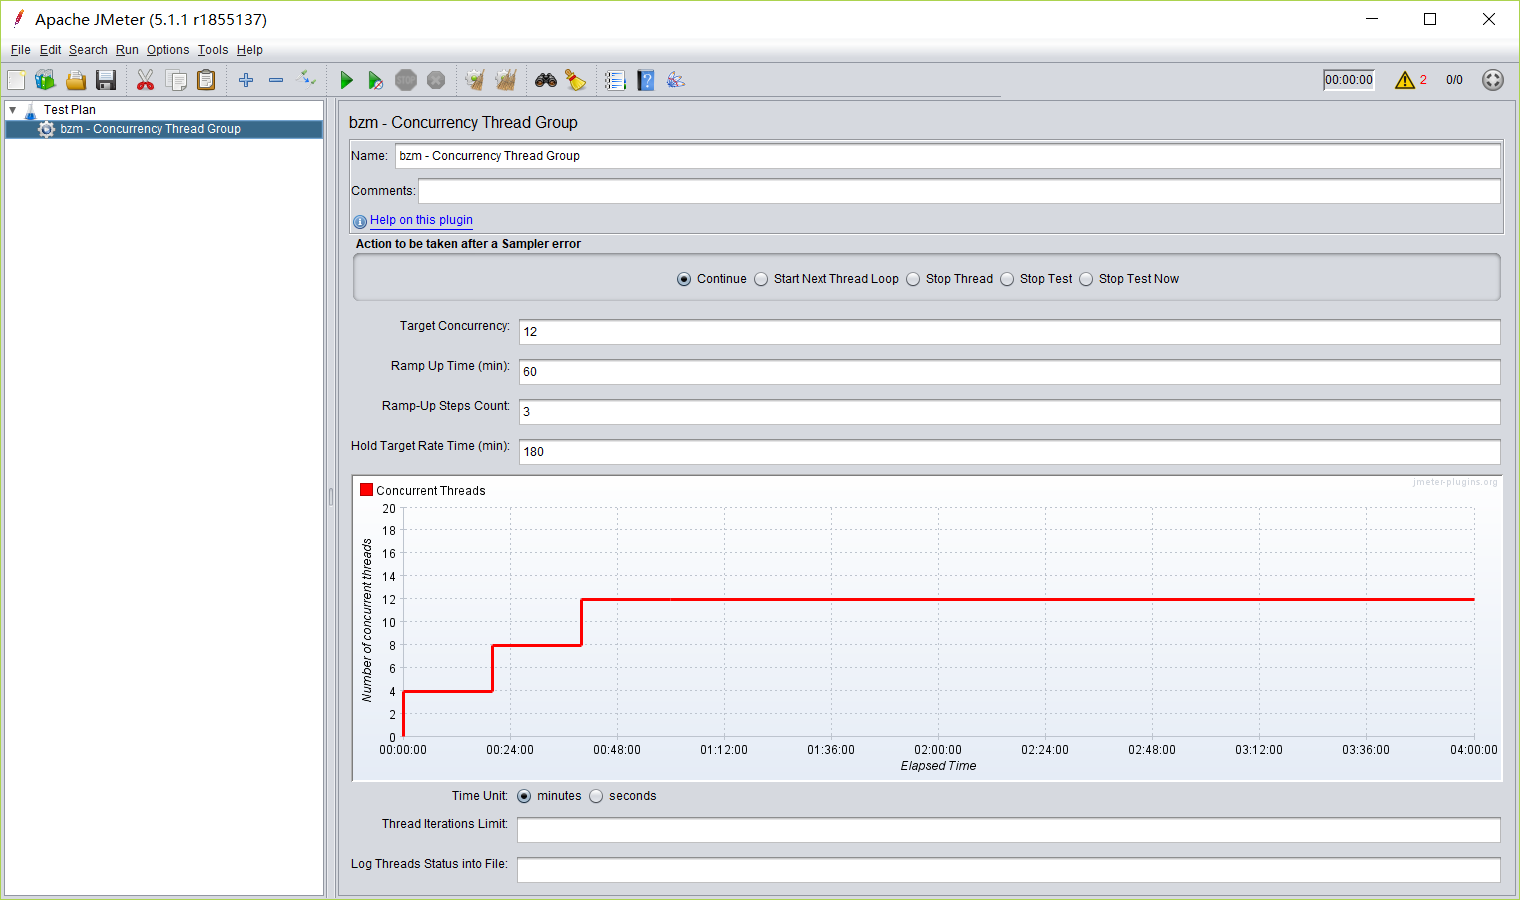 Apache JMeter (5.1.1 r1855137)
File Edit Search Run Options Tools Help
STOP
00:00:00 2 0/0
Test Plan
bzm - Concurrency Thread Group
bzm - Concurrency Thread Group
Name: bzm - Concurrency Thread Group
Comments:
Help on this plugin
Action to be taken after a Sampler error
Continue Start Next Thread Loop Stop Thread Stop Test Stop Test Now
Target Concurrency: 12
Ramp Up Time (min): 60
Ramp-Up Steps Count: 3
Hold Target Rate Time (min): 180
jmeter-plugins.org
Concurrent Threads
Number of concurrent threads
20
18
16
14
12
10
8
6
4
2
0
00:00:00 00:24:00 00:48:00 01:12:00 01:36:00 02:00:00 02:24:00 02:48:00 03:12:00 03:36:00 04:00:00
Elapsed Time
Time Unit: minutes seconds
Thread Iterations Limit:
Log Threads Status into File: